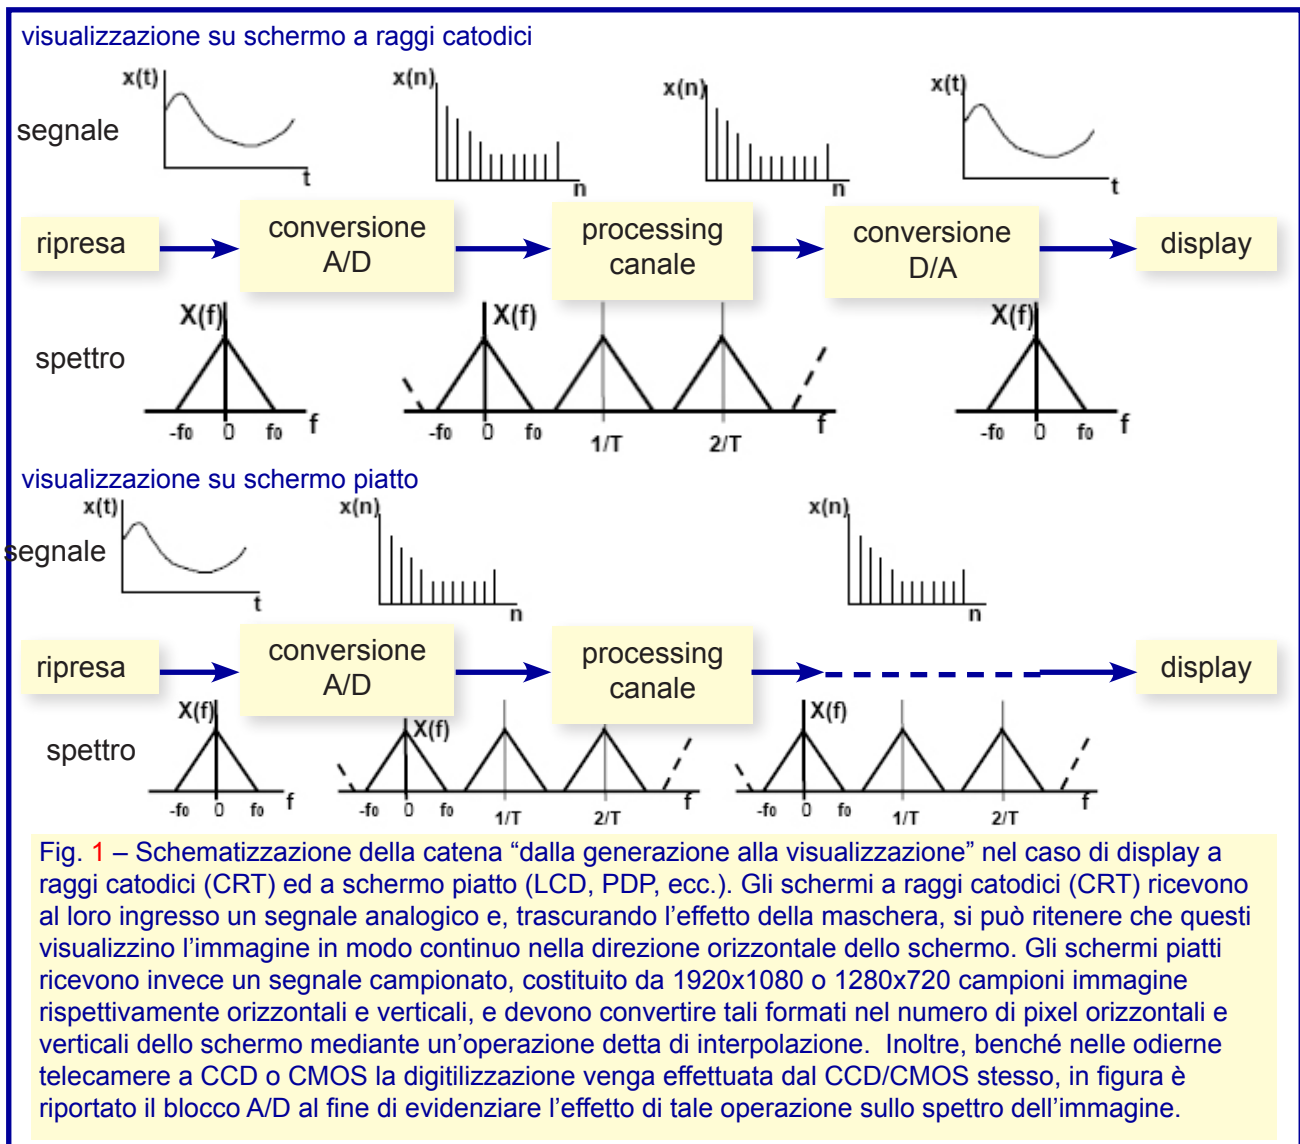 visualizzazione su schermo a raggi catodici
x(t) x(n) x(n) x(t)
segnale
t n n t
ripresa conversione A/D processing canale conversione D/A display
X(f) X(f) X(f)
spettro
-f0 0 f0 f -f0 0 f0 1/T 2/T f -f0 0 f0 f
visualizzazione su schermo piatto
x(t) x(n) x(n)
segnale
t n n
ripresa conversione A/D processing canale display
X(f) X(f) X(f)
spettro
-f0 0 f0 f -f0 0 f0 1/T 2/T f -f0 0 f0 1/T 2/T f
Fig. 1 – Schematizzazione della catena “dalla generazione alla visualizzazione” nel caso di display a
raggi catodici (CRT) ed a schermo piatto (LCD, PDP, ecc.). Gli schermi a raggi catodici (CRT) ricevono
al loro ingresso un segnale analogico e, trascurando l’effetto della maschera, si può ritenere che questi
visualizzino l’immagine in modo continuo nella direzione orizzontale dello schermo. Gli schermi piatti
ricevono invece un segnale campionato, costituito da 1920x1080 o 1280x720 campioni immagine
rispettivamente orizzontali e verticali, e devono convertire tali formati nel numero di pixel orizzontali e
verticali dello schermo mediante un’operazione detta di interpolazione. Inoltre, benché nelle odierne
telecamere a CCD o CMOS la digitilizzazione venga effettuata dal CCD/CMOS stesso, in figura è
riportato il blocco A/D al fine di evidenziare l’effetto di tale operazione sullo spettro dell’immagine.